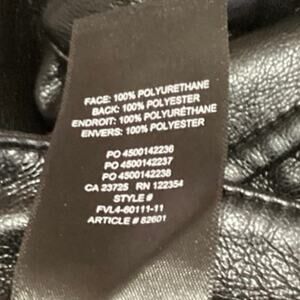 FACE: 100% POLYURETHANE
BACK: 100% POLYESTER
ENDROIT: 100% POLYURÉTHANE
ENVERS: 100% POLYESTER
PO 4500142236
PO 4500142237
PO 4500142238
CA 23725 RN 122354
STYLE #
FVL4-60111-11
ARTICLE # 82601